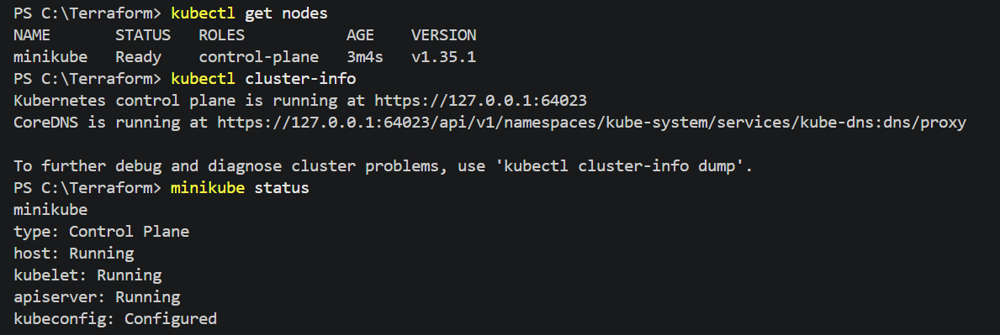 PS C:\Terraform> kubectl get nodes
NAME       STATUS   ROLES           AGE    VERSION
minikube   Ready    control-plane   3m4s   v1.35.1
PS C:\Terraform> kubectl cluster-info
Kubernetes control plane is running at https://127.0.0.1:64023
CoreDNS is running at https://127.0.0.1:64023/api/v1/namespaces/kube-system/services/kube-dns:dns/proxy

To further debug and diagnose cluster problems, use 'kubectl cluster-info dump'.
PS C:\Terraform> minikube status
minikube
type: Control Plane
host: Running
kubelet: Running
apiserver: Running
kubeconfig: Configured